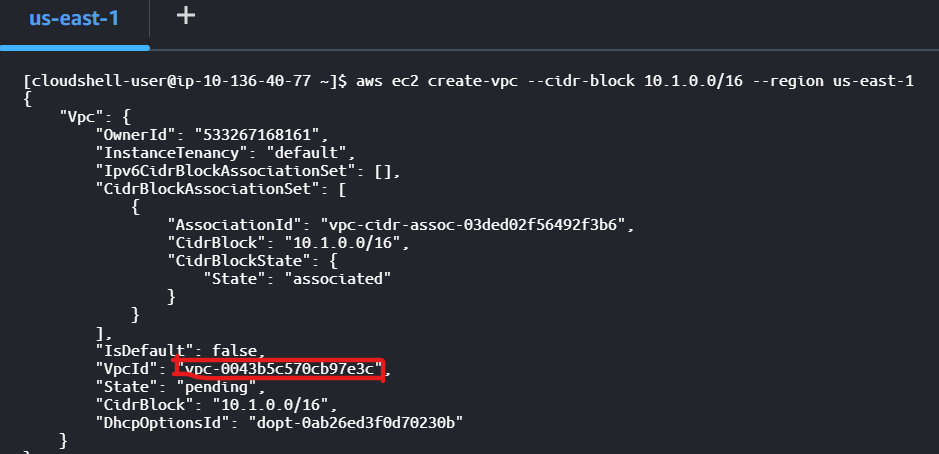 us-east-1 +
[cloudshell-user@ip-10-136-40-77 ~]$ aws ec2 create-vpc --cidr-block 10.1.0.0/16 --region us-east-1
{
    "Vpc": {
        "OwnerId": "533267168161",
        "InstanceTenancy": "default",
        "Ipv6CidrBlockAssociationSet": [],
        "CidrBlockAssociationSet": [
            {
                "AssociationId": "vpc-cidr-assoc-03ded02f56492f3b6",
                "CidrBlock": "10.1.0.0/16",
                "CidrBlockState": {
                    "State": "associated"
                }
            }
        ],
        "IsDefault": false,
        "VpcId": "vpc-0043b5c570cb97e3c",
        "State": "pending",
        "CidrBlock": "10.1.0.0/16",
        "DhcpOptionsId": "dopt-0ab26ed3f0d70230b"
    }